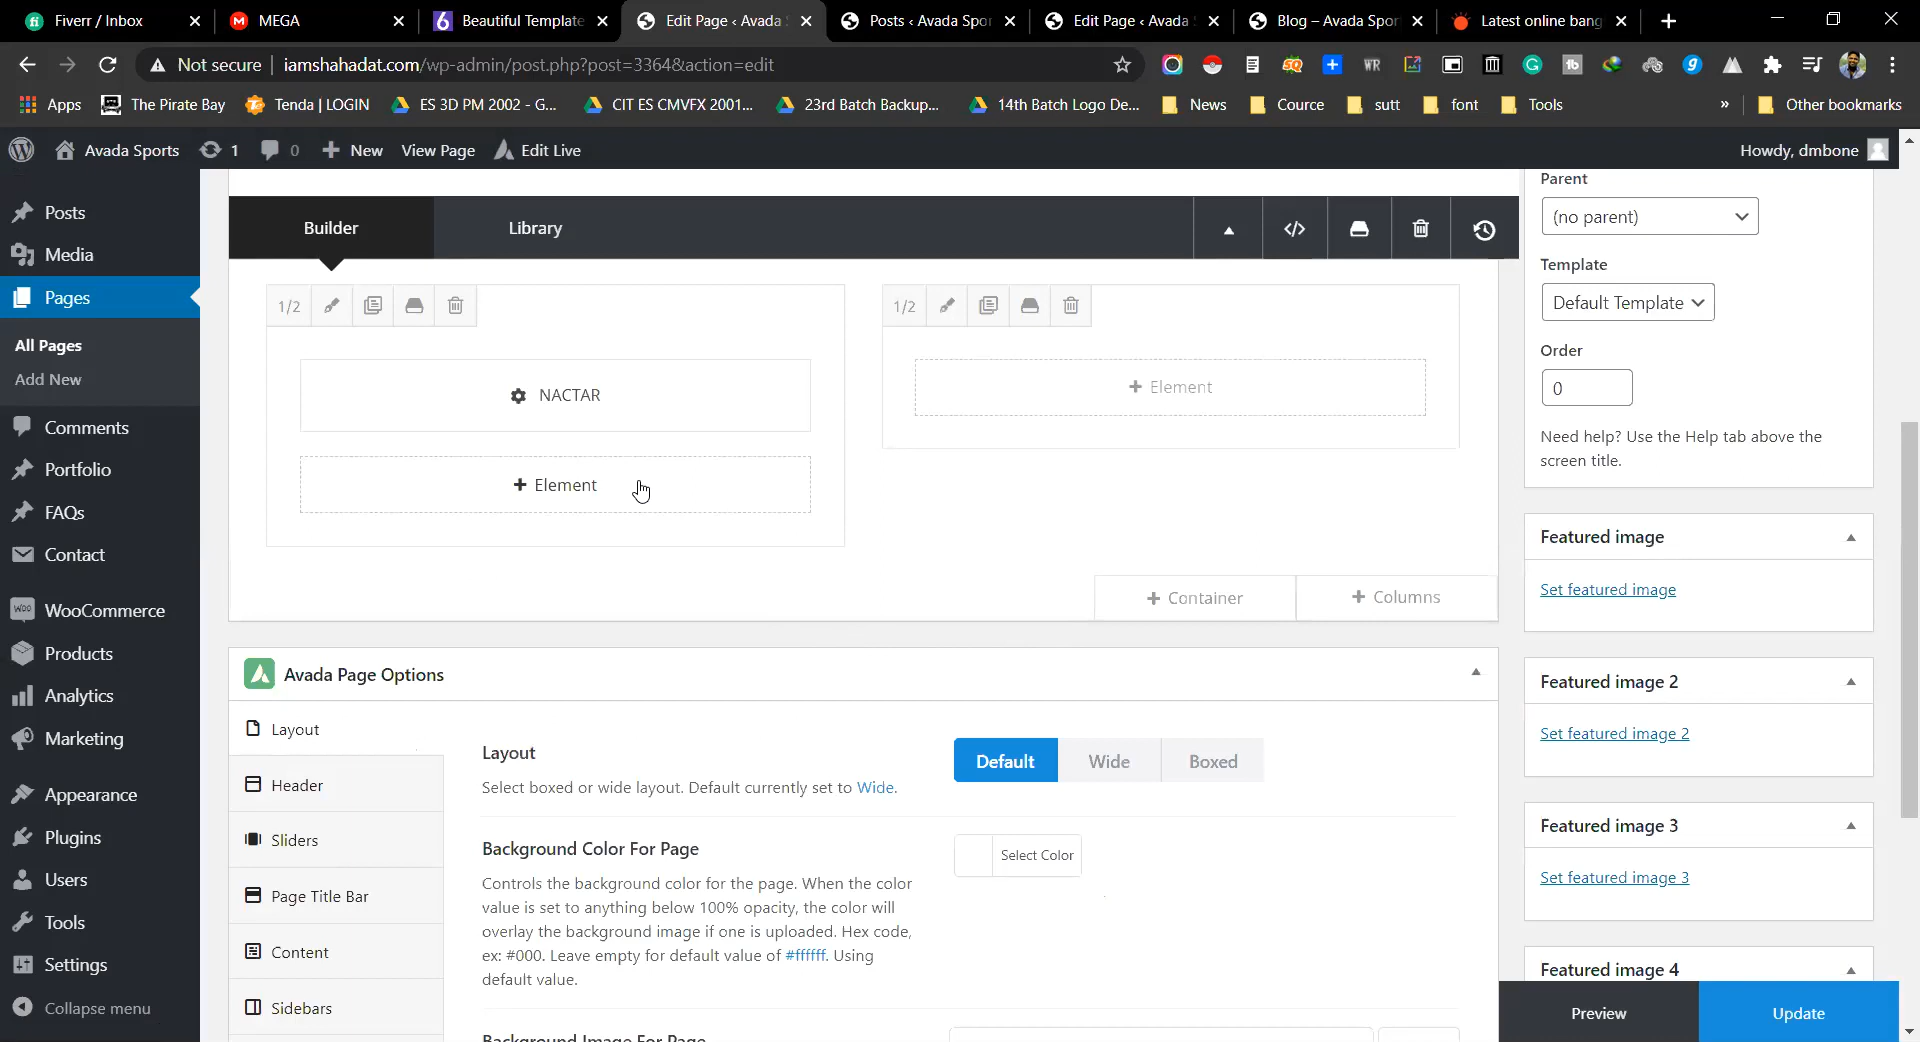 Fiverr / Inbox
MEGA
Beautiful Template
Edit Page ‹ Avada
Posts ‹ Avada Spor
Edit Page ‹ Avada
Blog – Avada Spor
Latest online bang
Not secure
iamshahadat.com/wp-admin/post.php?post=3364&action=edit
Apps
The Pirate Bay
Tenda | LOGIN
ES 3D PM 2002 - G...
CIT ES CMVFX 2001...
23rd Batch Backup...
14th Batch Logo De...
News
Cource
sutt
font
Tools
»
Other bookmarks
Avada Sports
1
0
New
View Page
Edit Live
Howdy, dmbone
Posts
Media
Pages
All Pages
Add New
Comments
Portfolio
FAQs
Contact
WooCommerce
Products
Analytics
Marketing
Appearance
Plugins
Users
Tools
Settings
Collapse menu
Builder
Library
1/2
NACTAR
+ Element
1/2
+ Element
+ Container
+ Columns
Avada Page Options
Layout
Header
Sliders
Page Title Bar
Content
Sidebars
Layout
Select boxed or wide layout. Default currently set to Wide.
Default
Wide
Boxed
Background Color For Page
Controls the background color for the page. When the color
value is set to anything below 100% opacity, the color will
overlay the background image if one is uploaded. Hex code,
ex: #000. Leave empty for default value of #ffffff. Using
default value.
Select Color
Background Image For Page
Parent
(no parent)
Template
Default Template
Order
0
Need help? Use the Help tab above the
screen title.
Featured image
Set featured image
Featured image 2
Set featured image 2
Featured image 3
Set featured image 3
Featured image 4
Preview
Update